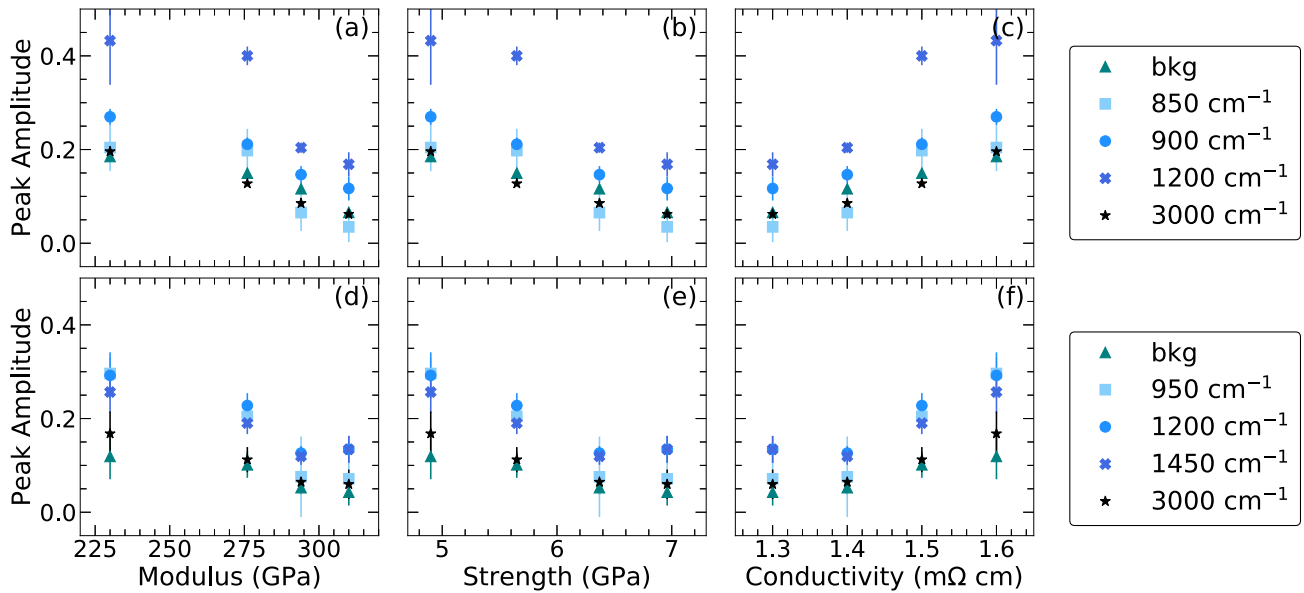 (a)
(b)
(c)
Peak Amplitude
0.4
0.2
0.0
bkg
850 cm⁻¹
900 cm⁻¹
1200 cm⁻¹
3000 cm⁻¹
(d)
(e)
(f)
Peak Amplitude
0.4
0.2
0.0
bkg
950 cm⁻¹
1200 cm⁻¹
1450 cm⁻¹
3000 cm⁻¹
225 250 275 300
5 6 7
1.3 1.4 1.5 1.6
Modulus (GPa)
Strength (GPa)
Conductivity (mΩ cm)